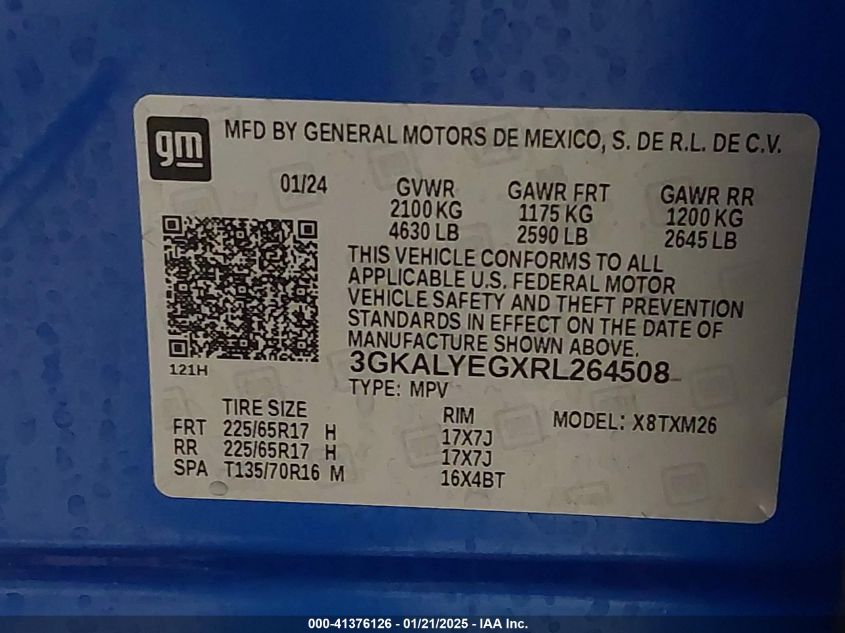 gm
MFD BY GENERAL MOTORS DE MEXICO, S. DE R.L. DE C.V.
01/24 GVWR GAWR FRT GAWR RR
2100 KG 1175 KG 1200 KG
4630 LB 2590 LB 2645 LB
THIS VEHICLE CONFORMS TO ALL
APPLICABLE U.S. FEDERAL MOTOR
VEHICLE SAFETY AND THEFT PREVENTION
STANDARDS IN EFFECT ON THE DATE OF
MANUFACTURE SHOWN ABOVE.
121H
3GKALYEGXRL264508
TYPE: MPV
TIRE SIZE RIM MODEL: X8TXM26
FRT 225/65R17 H 17X7J
RR 225/65R17 H 17X7J
SPA T135/70R16 M 16X4BT
000-41376126 - 01/21/2025 - IAA Inc.